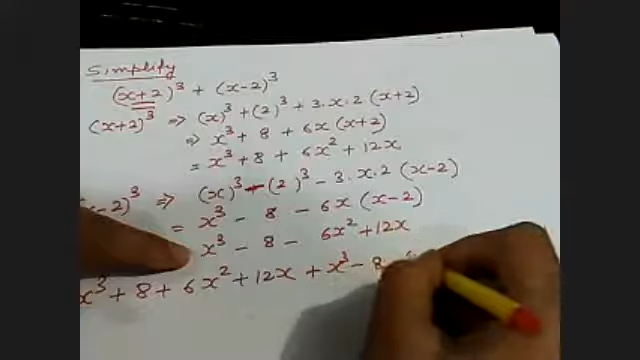 Simplify
(x+2)³ + (x-2)³
(x+2)³ ⇒ (x)³ + (2)³ + 3·x·2 (x+2)
⇒ x³ + 8 + 6x (x+2)
= x³ + 8 + 6x² + 12x
(x-2)³ ⇒ (x)³ - (2)³ - 3·x·2 (x-2)
= x³ - 8 - 6x (x-2)
x³ - 8 - 6x² + 12x
x³ + 8 + 6x² + 12x + x³ - 8